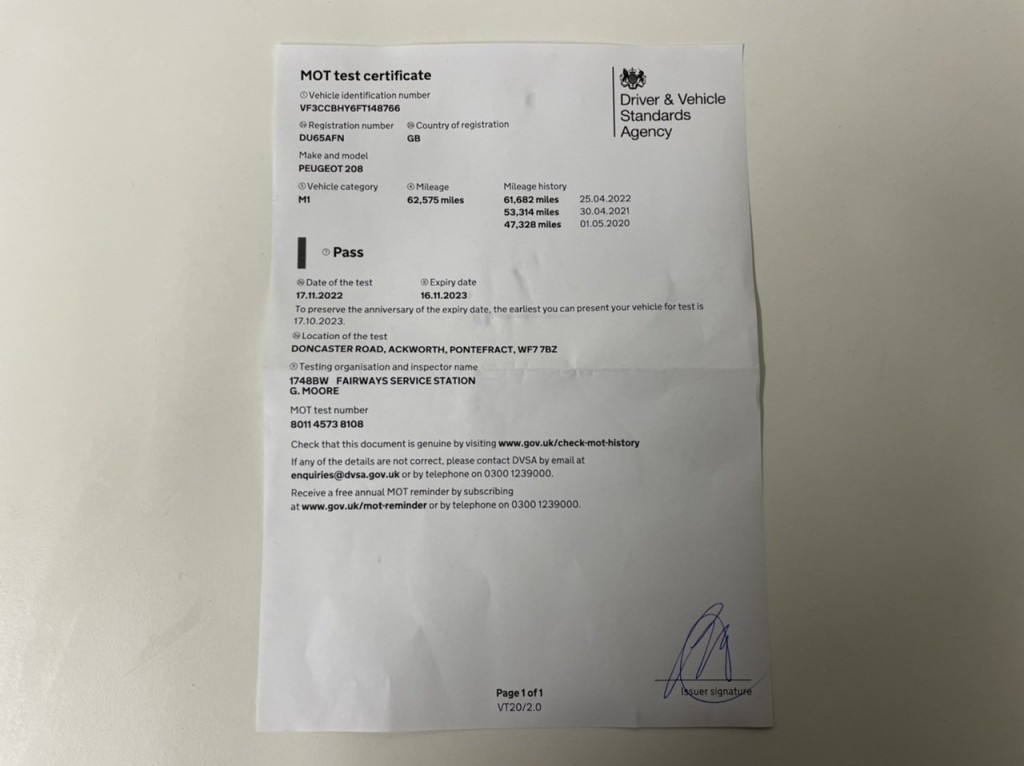 MOT test certificate
Driver & Vehicle
Standards
Agency
① Vehicle identification number
VF3CCBHY6FT148766
Registration number Country of registration
DU65AFN GB
Make and model
PEUGEOT 208
⑤ Vehicle category ④ Mileage Mileage history
M1 62,575 miles 61,682 miles 25.04.2022
53,314 miles 30.04.2021
47,328 miles 01.05.2020
⑦ Pass
Date of the test Expiry date
17.11.2022 16.11.2023
To preserve the anniversary of the expiry date, the earliest you can present your vehicle for test is
17.10.2023.
Location of the test
DONCASTER ROAD, ACKWORTH, PONTEFRACT, WF7 7BZ
Testing organisation and inspector name
1748BW FAIRWAYS SERVICE STATION
G. MOORE
MOT test number
8011 4573 8108
Check that this document is genuine by visiting www.gov.uk/check-mot-history
If any of the details are not correct, please contact DVSA by email at
enquiries@dvsa.gov.uk or by telephone on 0300 1239000.
Receive a free annual MOT reminder by subscribing
at www.gov.uk/mot-reminder or by telephone on 0300 1239000.
Issuer signature
Page 1 of 1
VT20/2.0